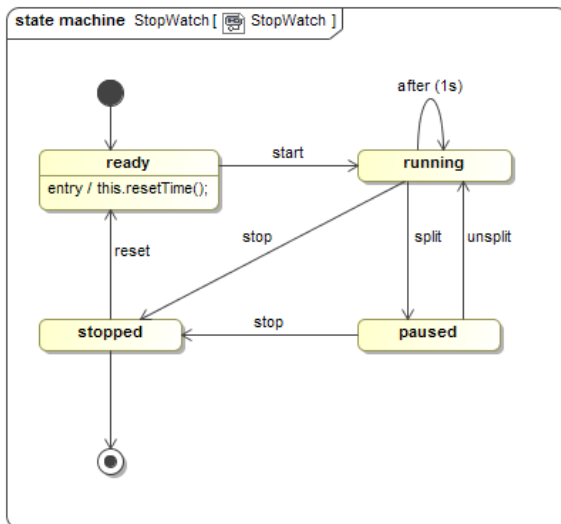 state machine StopWatch [ StopWatch ]
after (1s)
ready
start
running
entry / this.resetTime();
reset
stop
split
unsplit
stopped
stop
paused